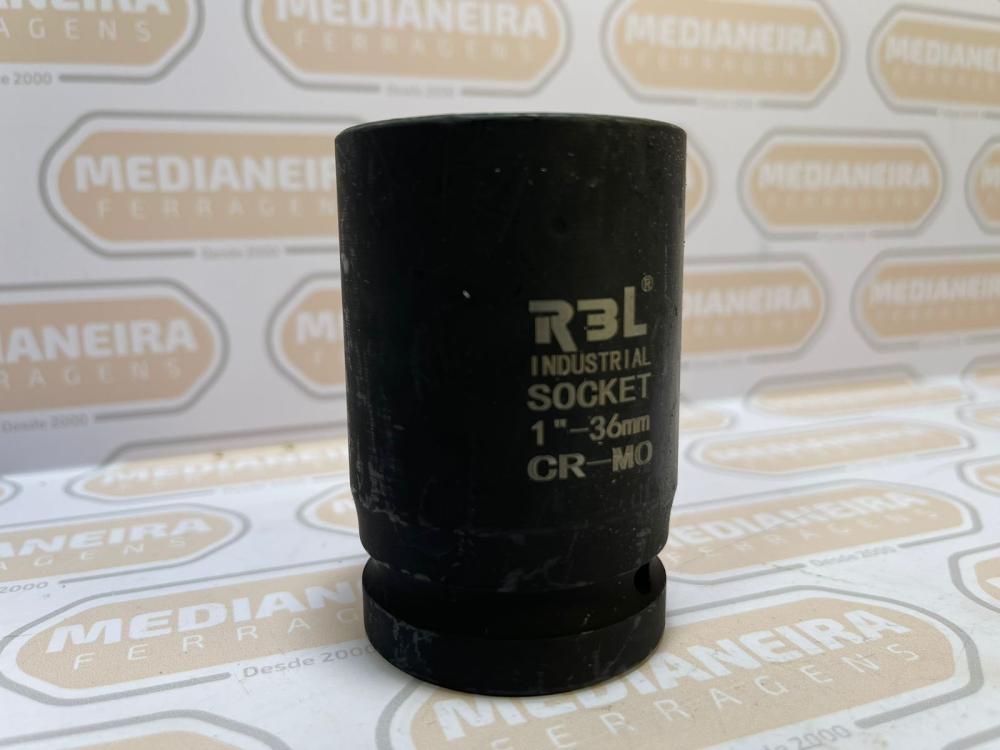 RBL®
INDUSTRIAL
SOCKET
1"-36mm
CR-MO
MEDIANEIRA
FERRAGENS
Desde 2000